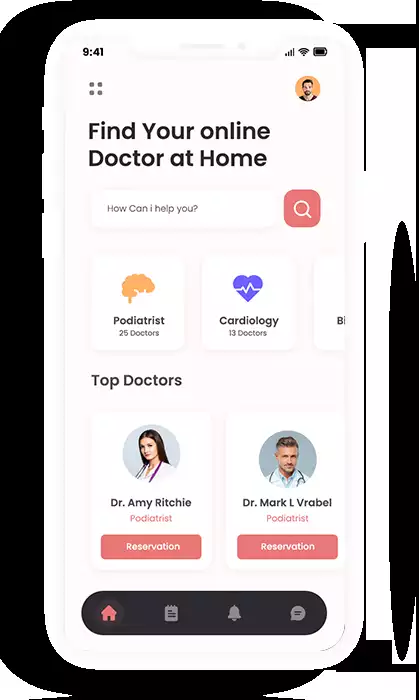 9:41
Find Your online
Doctor at Home
How Can i help you?
Podiatrist
25 Doctors
Cardiology
13 Doctors
Bi
Top Doctors
Dr. Amy Ritchie
Podiatrist
Reservation
Dr. Mark L Vrabel
Podiatrist
Reservation